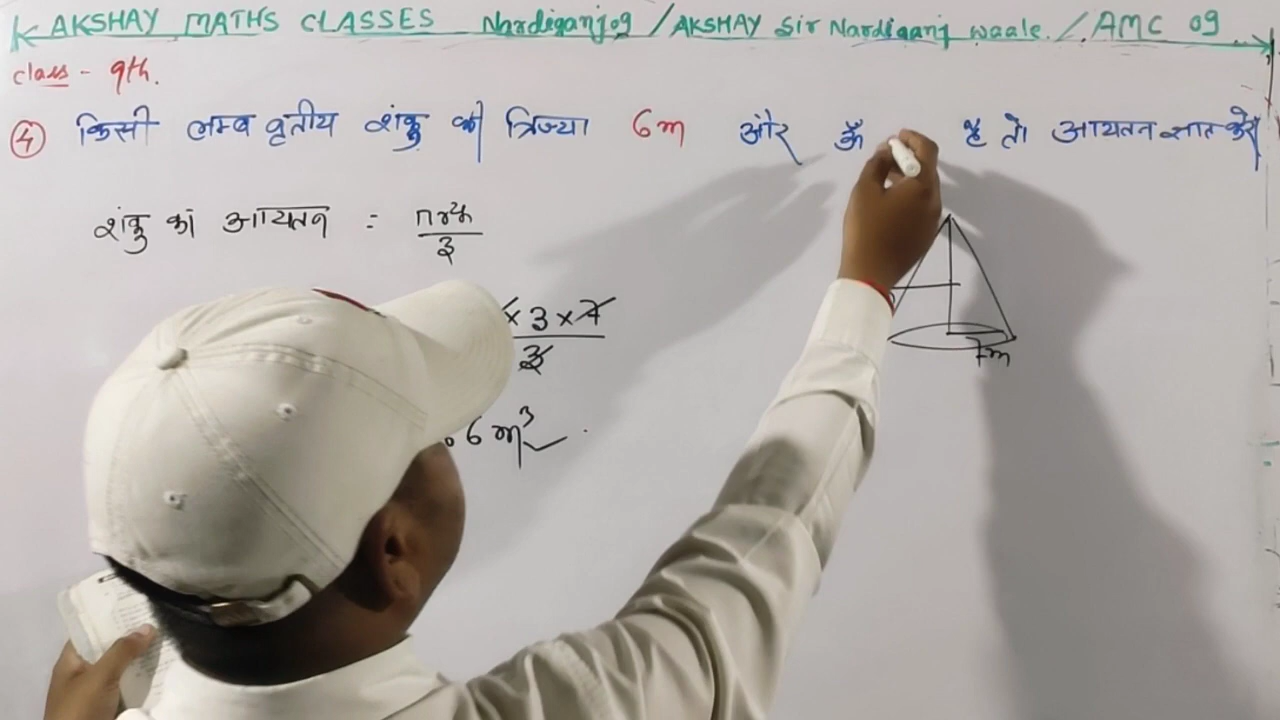 AKSHAY MATHS CLASSES Nardiganj09 / AKSHAY Sir Nardiganj waale. / AMC 09
class - 9th.
④ किसी लम्ब वृतीय शंकु की त्रिज्या 6m और ऊँ है तो आयतन ज्ञात करें
शंकु का आयतन = πr²h/3
× 3 × 7 / 3
6 m³
7m